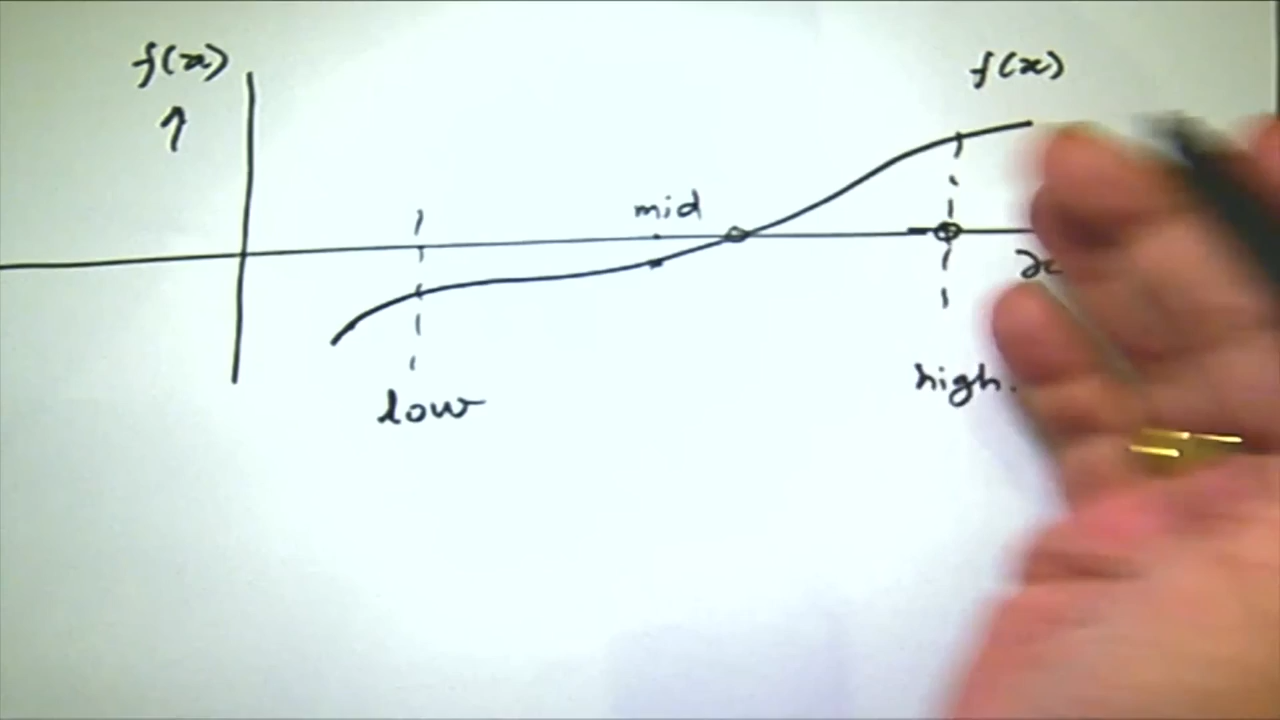 f(x)
f(x)
↑
mid
x
low
high.